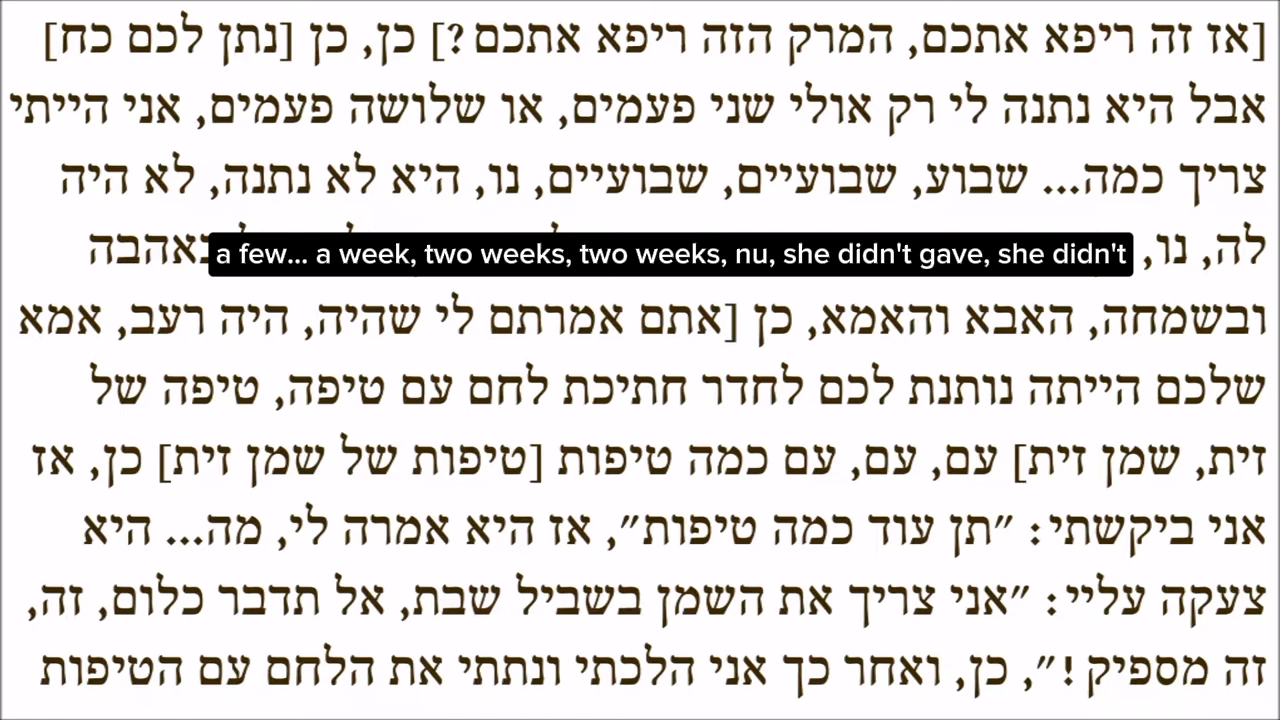 [אז זה ריפא אתכם, המרק הזה ריפא אתכם?] כן, כן [נתן לכם כח]
אבל היא נתנה לי רק אולי שני פעמים, או שלושה פעמים, אני הייתי
צריך כמה... שבוע, שבועיים, שבועיים, נו, היא לא נתנה, לא היה
לה, נו, באהבה
a few... a week, two weeks, two weeks, nu, she didn't gave, she didn't
ובשמחה, האבא והאמא, כן [אתם אמרתם לי שהיה, היה רעב, אמא
שלכם הייתה נותנת לכם לחדר חתיכת לחם עם טיפה, טיפה של
זית, שמן זית] עם, עם, עם כמה טיפות [טיפות של שמן זית] כן, אז
אני ביקשתי: ״תן עוד כמה טיפות״, אז היא אמרה לי, מה... היא
צעקה עליי: ״אני צריך את השמן בשביל שבת, אל תדבר כלום, זה,
זה מספיק!״, כן, ואחר כך אני הלכתי ונתתי את הלחם עם הטיפות